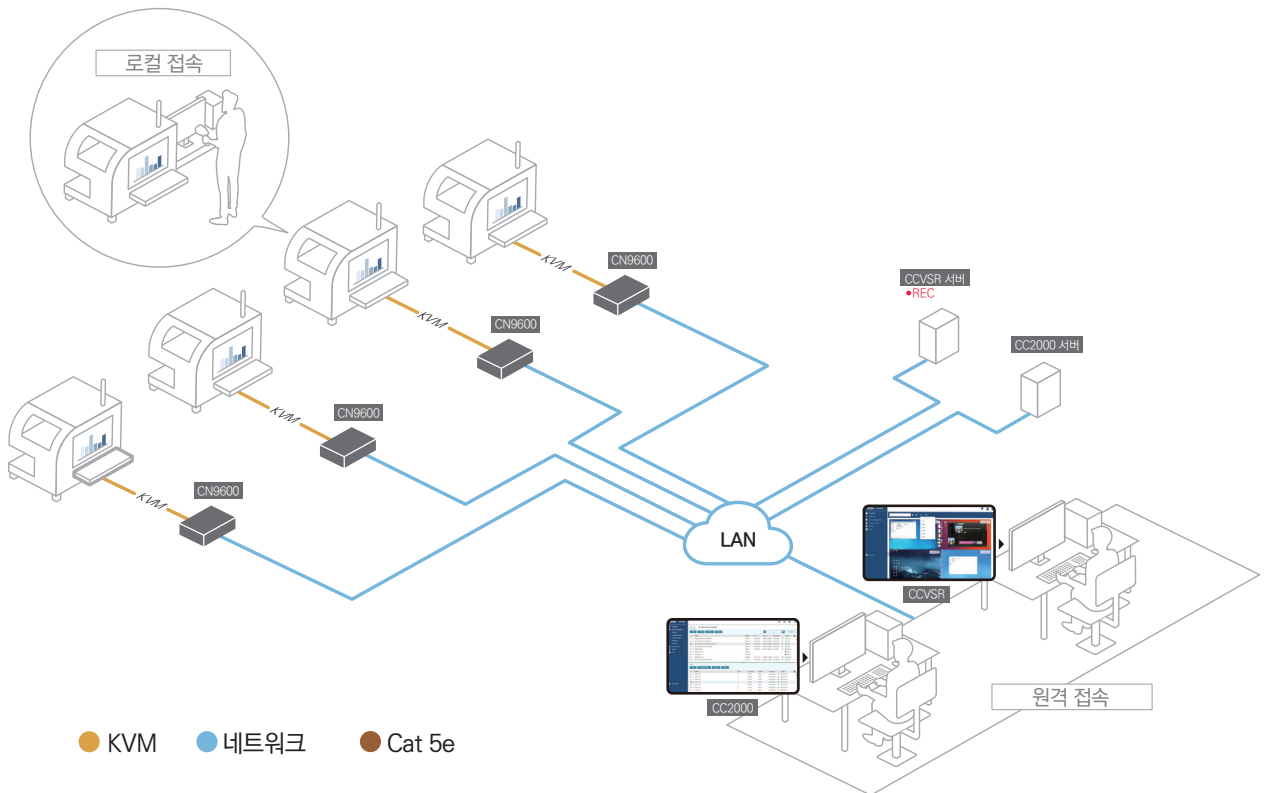 로컬 접속
KVM
CN9600
CCVSR 서버
●REC
KVM
CN9600
CC2000 서버
KVM
CN9600
KVM
CN9600
LAN
CCVSR
CC2000
원격 접속
KVM
네트워크
Cat 5e